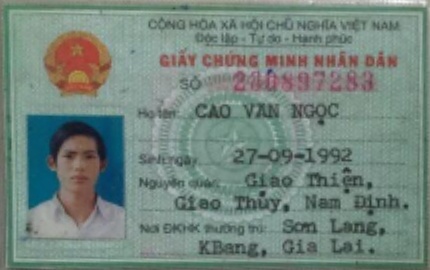 CỘNG HÒA XÃ HỘI CHỦ NGHĨA VIỆT NAM
Độc lập - Tự do - Hạnh phúc
GIẤY CHỨNG MINH NHÂN DÂN
SỐ 230897283
Họ tên: CAO VĂN NGỌC
Sinh ngày 27-09-1992
Nguyên quán: Giao Thiện,
Giao Thủy, Nam Định.
Nơi ĐKHK thường trú: Sơn Lang,
KBang, Gia Lai.